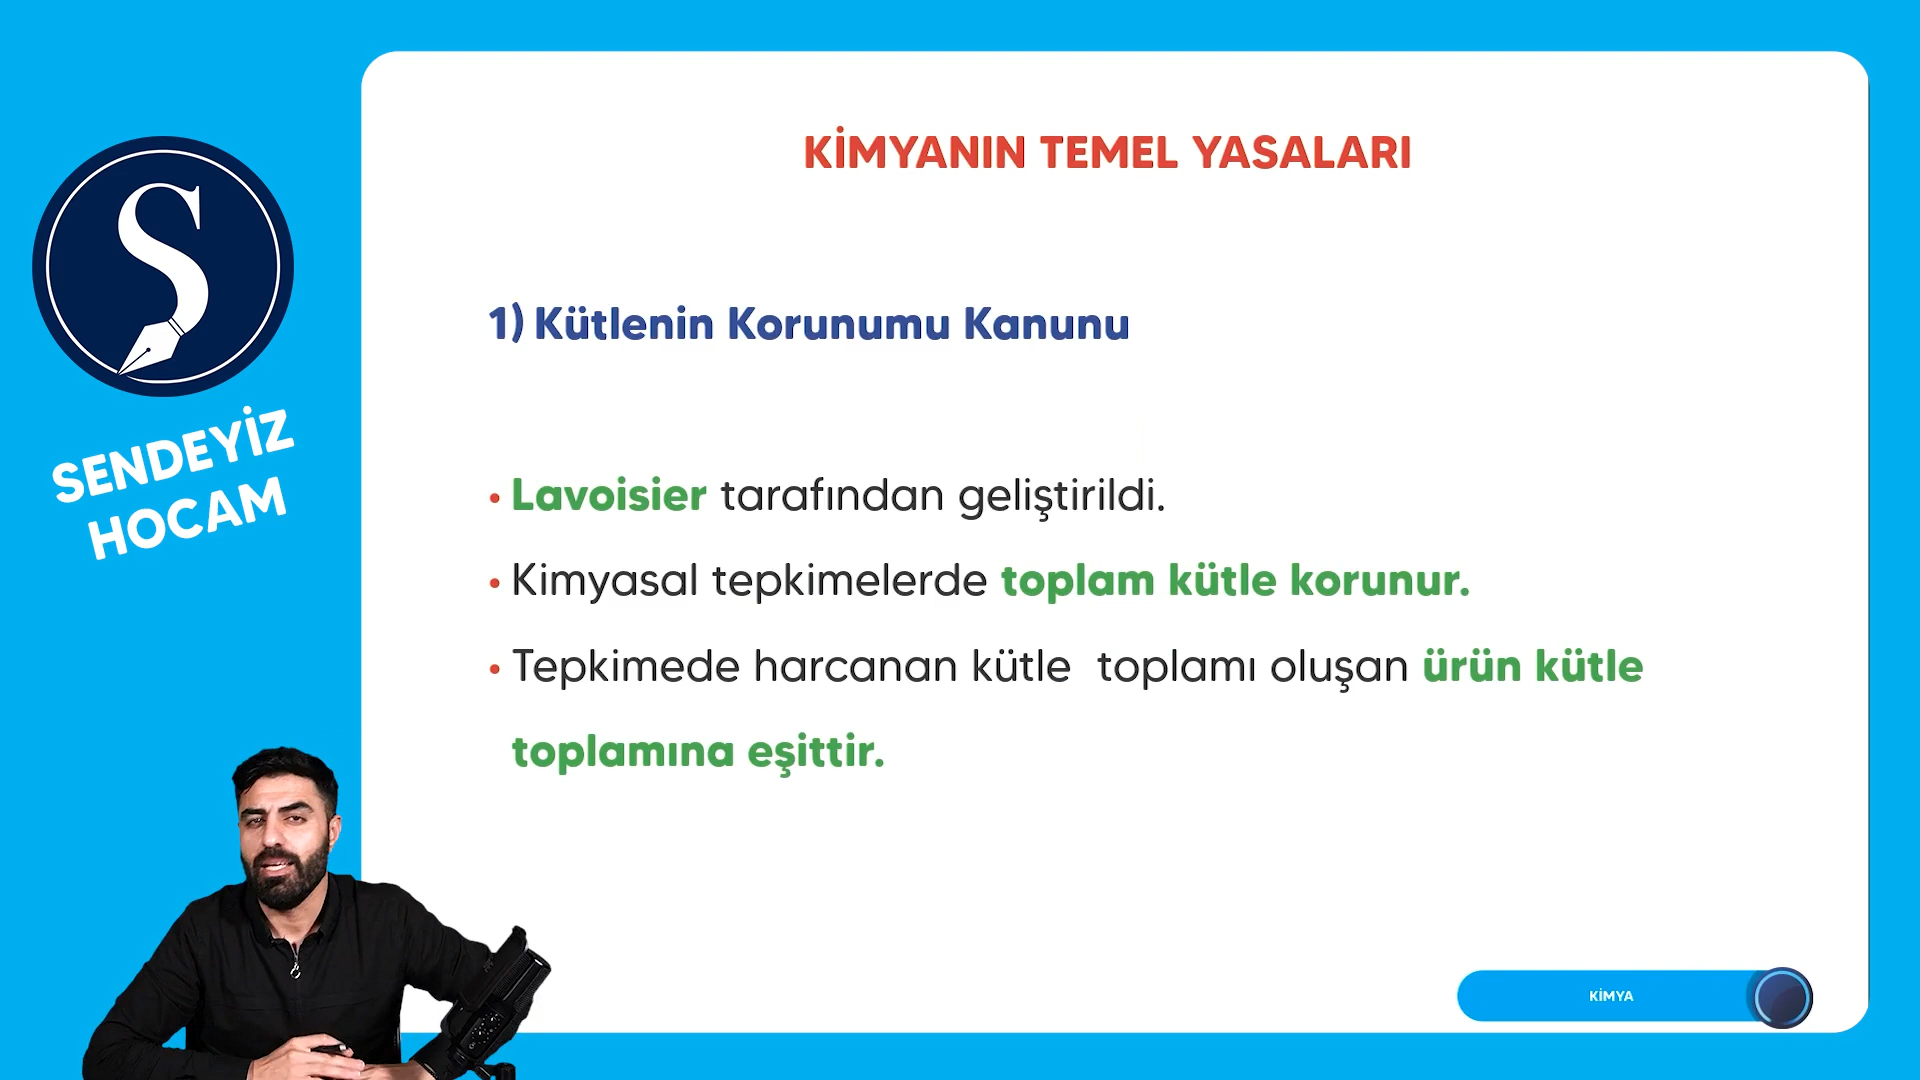 SENDEYİZ
HOCAM
KİMYANIN TEMEL YASALARI
1) Kütlenin Korunumu Kanunu
• Lavoisier tarafından geliştirildi.
• Kimyasal tepkimelerde toplam kütle korunur.
• Tepkimede harcanan kütle  toplamı oluşan ürün kütle
toplamına eşittir.
KİMYA